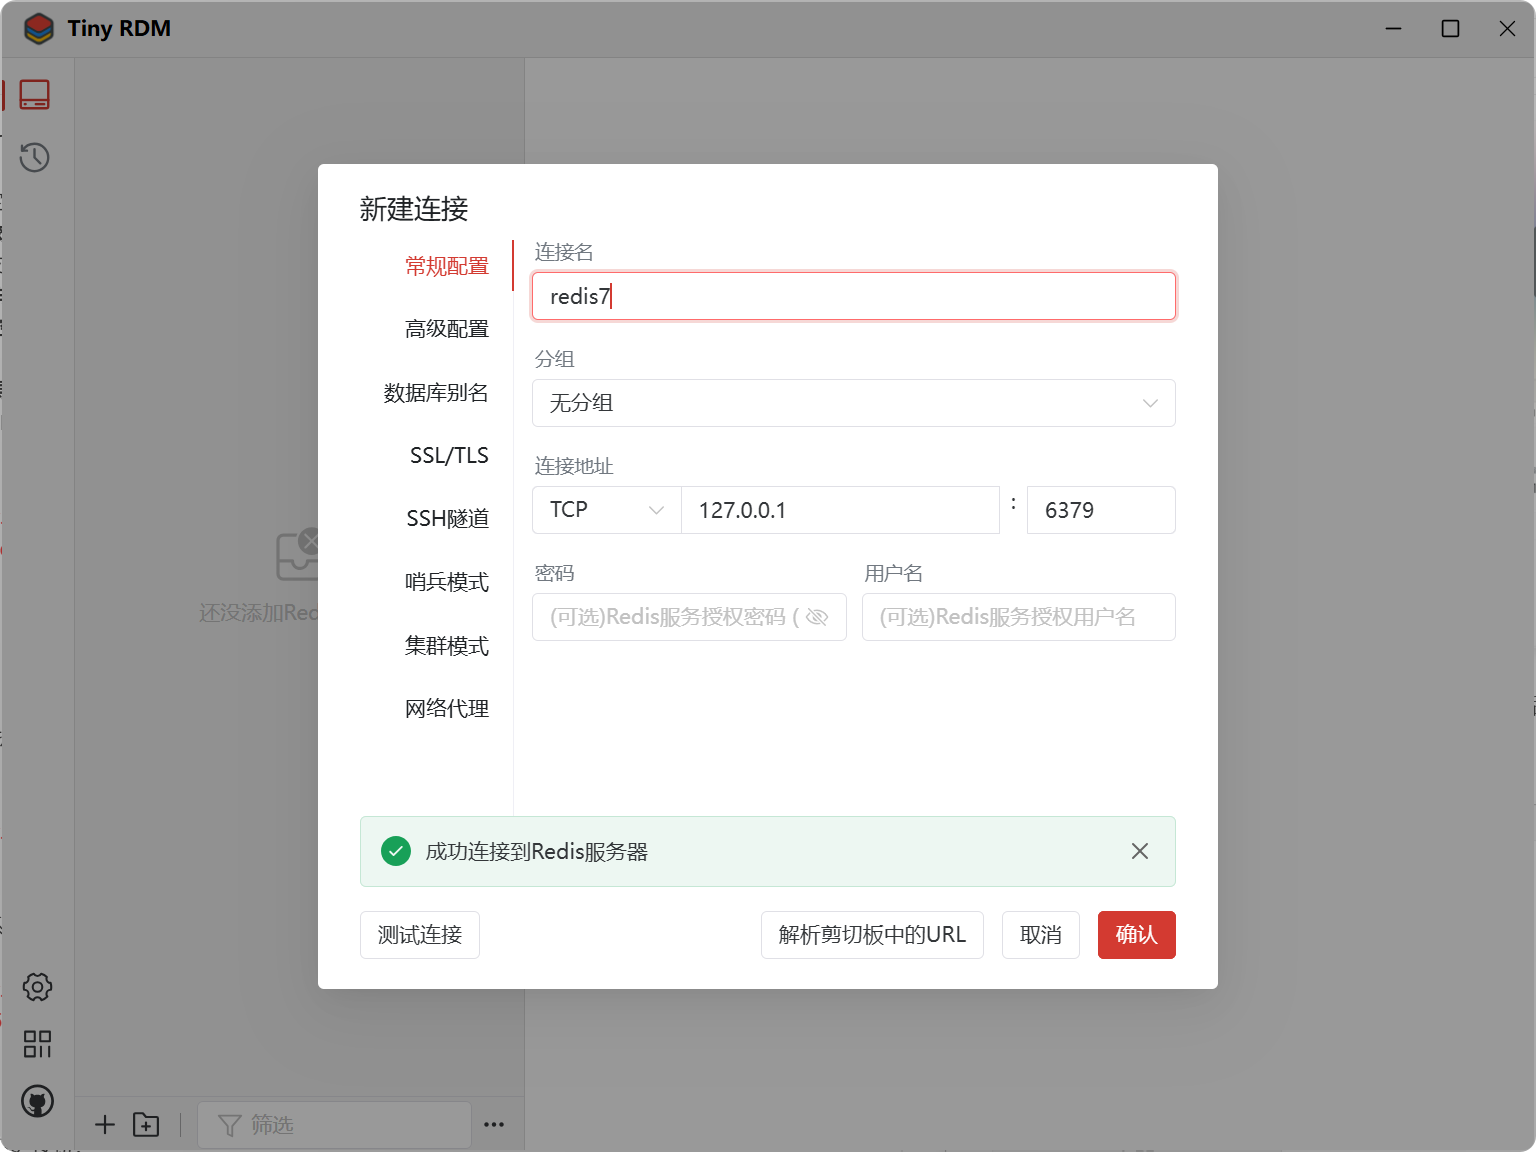 Tiny RDM
新建连接
常规配置
高级配置
数据库别名
SSL/TLS
SSH隧道
哨兵模式
集群模式
网络代理
连接名
redis7
分组
无分组
连接地址
TCP
127.0.0.1
:
6379
密码
用户名
(可选)Redis服务授权密码 (
(可选)Redis服务授权用户名
还没添加Red
成功连接到Redis服务器
测试连接
解析剪切板中的URL
取消
确认
筛选